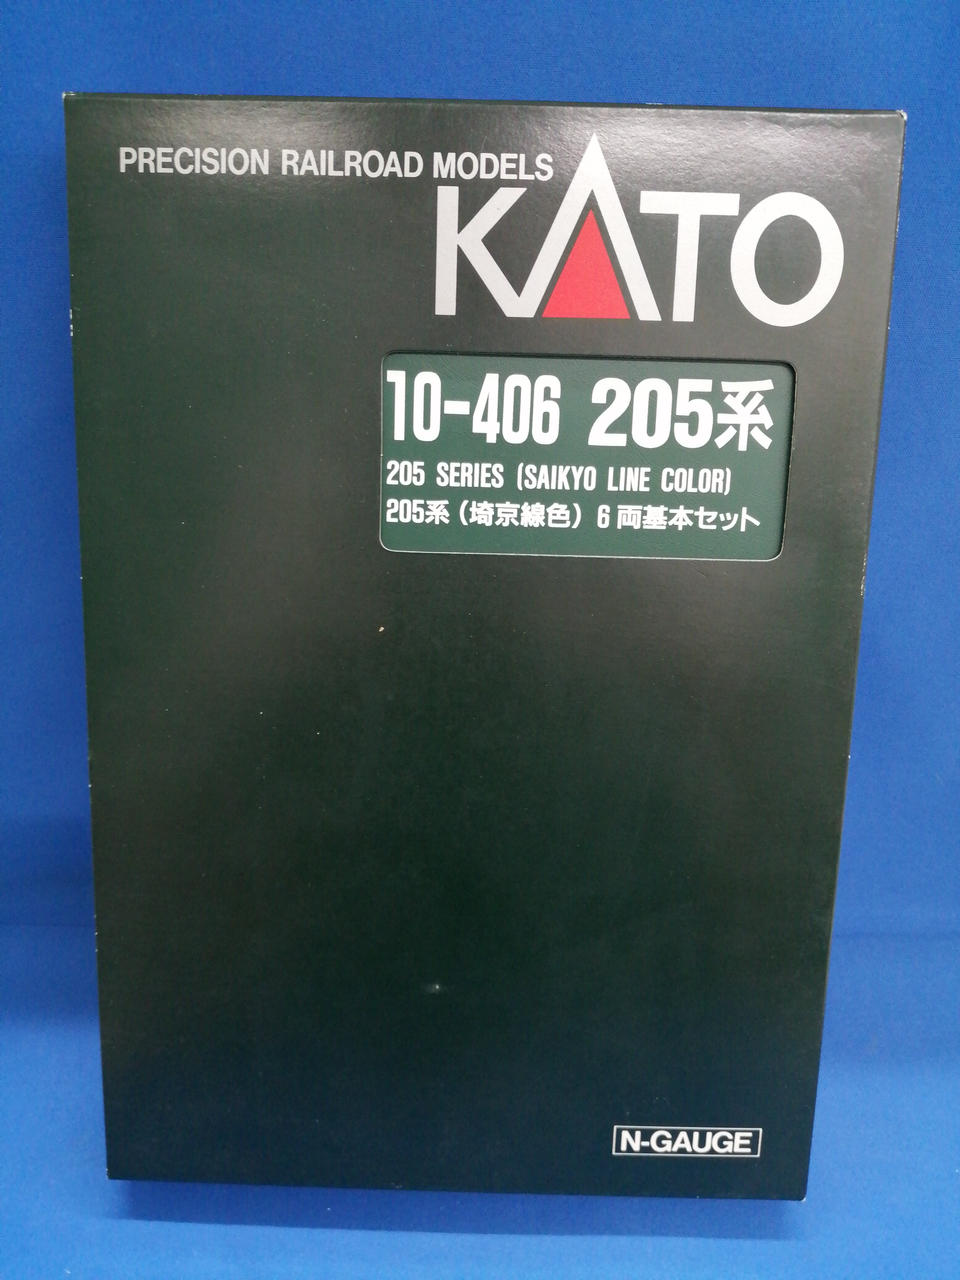 PRECISION RAILROAD MODELS
KATO
10-406 205系
205 SERIES (SAIKYO LINE COLOR)
205系(埼京線色) 6両基本セット
N-GAUGE